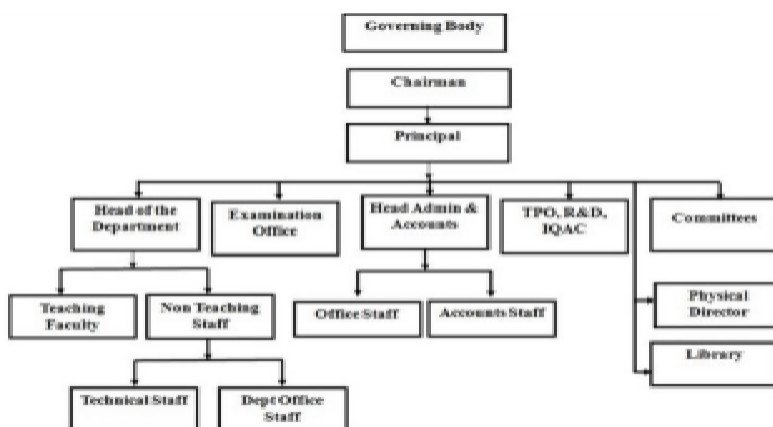 Governing Body
Chairman
Principal
Head of the
Department
Examination
Office
Head Admin &
Accounts
TPO, R&D,
IQAC
Committees
Teaching
Faculty
Non Teaching
Staff
Office Staff
Accounts Staff
Physical
Director
Library
Technical Staff
Dept Office
Staff